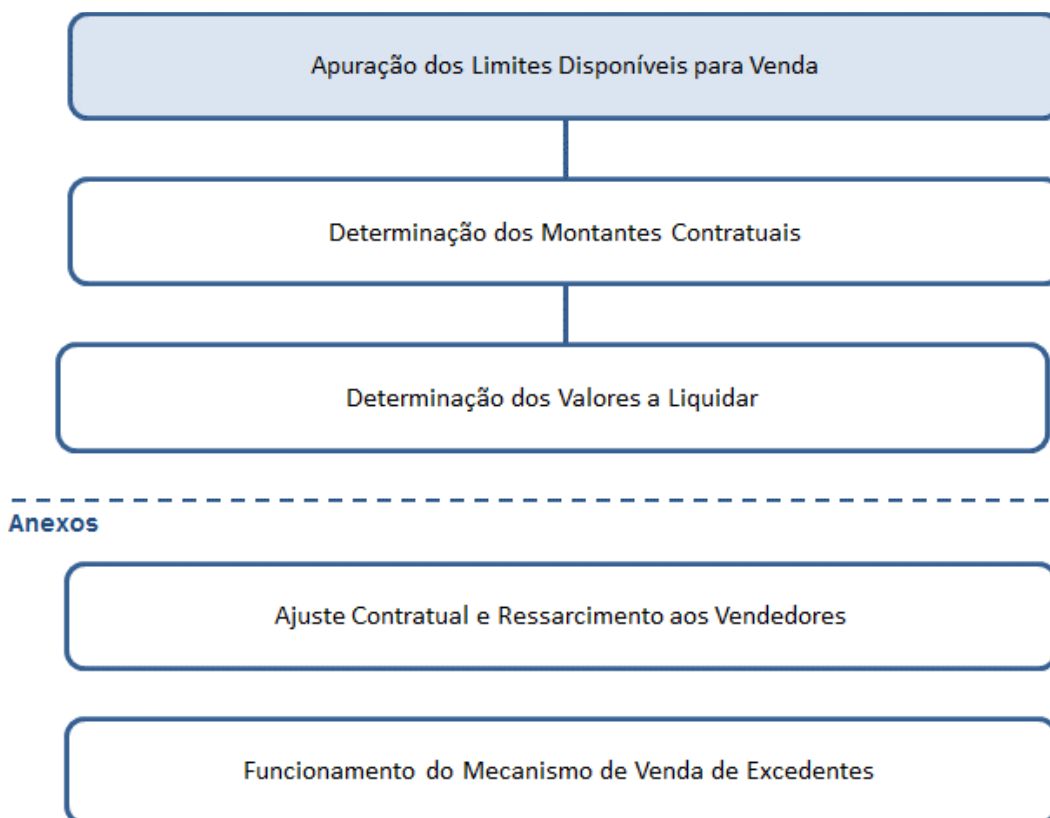 Apuração dos Limites Disponíveis para Venda
Determinação dos Montantes Contratuais
Determinação dos Valores a Liquidar
Anexos
Ajuste Contratual e Ressarcimento aos Vendedores
Funcionamento do Mecanismo de Venda de Excedentes